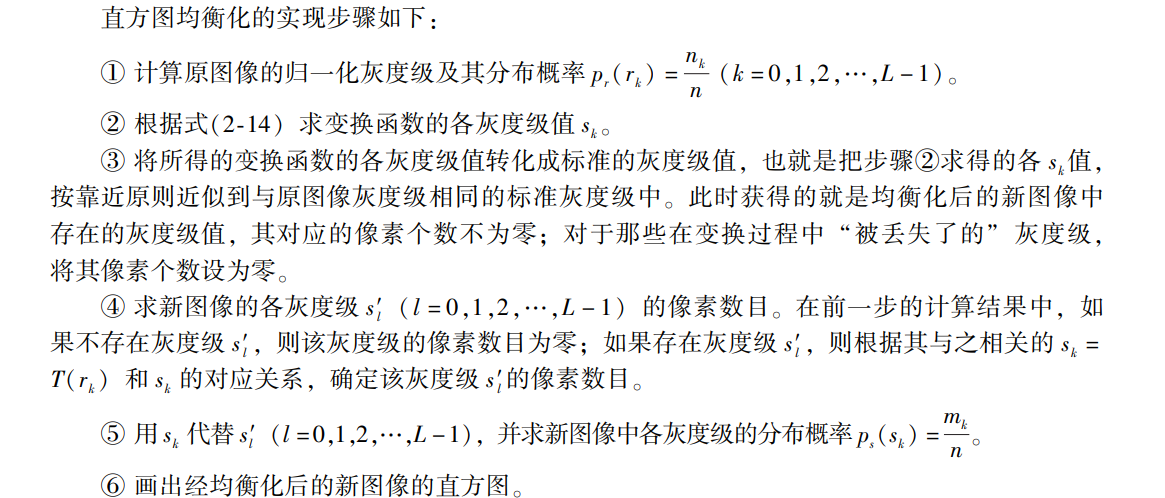 直方图均衡化的实现步骤如下：
① 计算原图像的归一化灰度级及其分布概率 p_r(r_k) = n_k/n (k=0,1,2,⋯,L-1)。
② 根据式(2-14) 求变换函数的各灰度级值 s_k。
③ 将所得的变换函数的各灰度级值转化成标准的灰度级值，也就是把步骤②求得的各 s_k值，
按靠近原则近似到与原图像灰度级相同的标准灰度级中。此时获得的就是均衡化后的新图像中
存在的灰度级值，其对应的像素个数不为零；对于那些在变换过程中“被丢失了的”灰度级，
将其像素个数设为零。
④ 求新图像的各灰度级 s′_l (l=0,1,2,⋯,L-1) 的像素数目。在前一步的计算结果中，如
果不存在灰度级 s′_l，则该灰度级的像素数目为零；如果存在灰度级 s′_l，则根据其与之相关的 s_k =
T(r_k) 和 s_k 的对应关系，确定该灰度级 s′_l的像素数目。
⑤ 用 s_k 代替 s′_l (l=0,1,2,⋯,L-1)，并求新图像中各灰度级的分布概率 p_s(s_k) = m_k/n。
⑥ 画出经均衡化后的新图像的直方图。